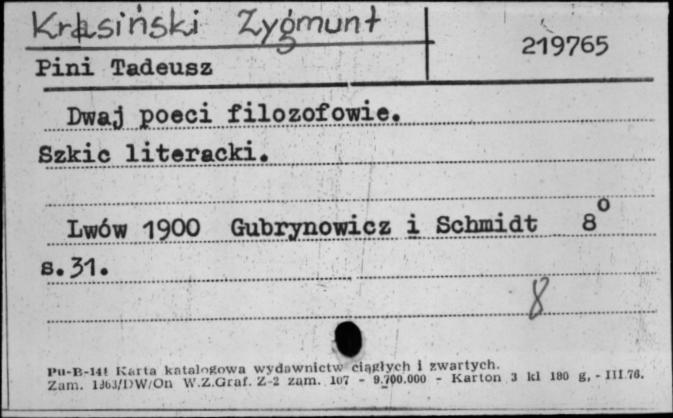 Krasiński Zygmunt
219765
Pini Tadeusz
Dwaj poeci filozofowie.
Szkic literacki.
Lwów 1900 Gubrynowicz i Schmidt 8°
s.31.
8
Pu-B-141 Karta katalogowa wydawnictw ciągłych i zwartych.
Zam. 1363/DW/On W.Z.Graf. Z-2 zam. 107 - 9.700.000 - Karton 3 kl 180 g. - III.76.